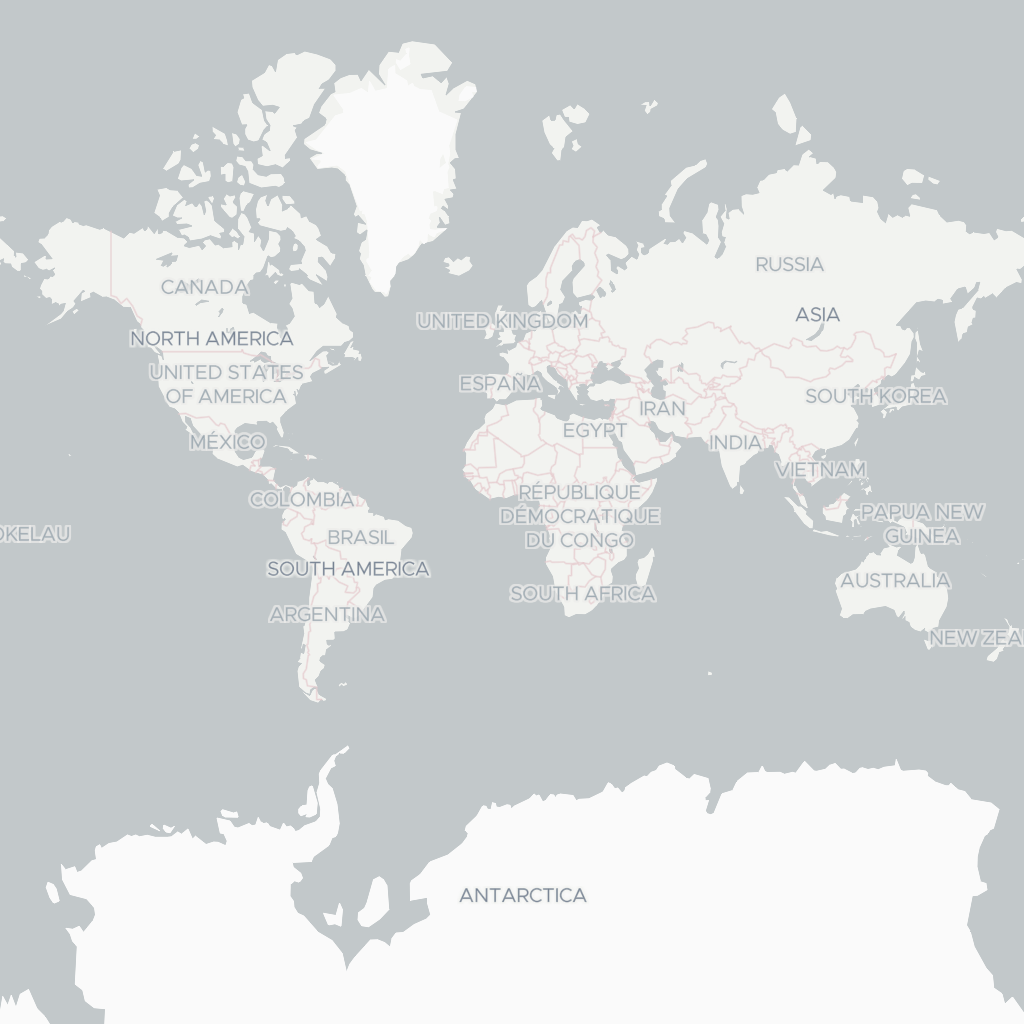 RUSSIA
CANADA
ASIA
UNITED KINGDOM
NORTH AMERICA
UNITED STATES
OF AMERICA
ESPAÑA
SOUTH KOREA
IRAN
EGYPT
MÉXICO
INDIA
VIETNAM
RÉPUBLIQUE
DÉMOCRATIQUE
DU CONGO
COLOMBIA
PAPUA NEW
GUINEA
OKELAU
BRASIL
SOUTH AMERICA
AUSTRALIA
SOUTH AFRICA
ARGENTINA
NEW ZEA
ANTARCTICA